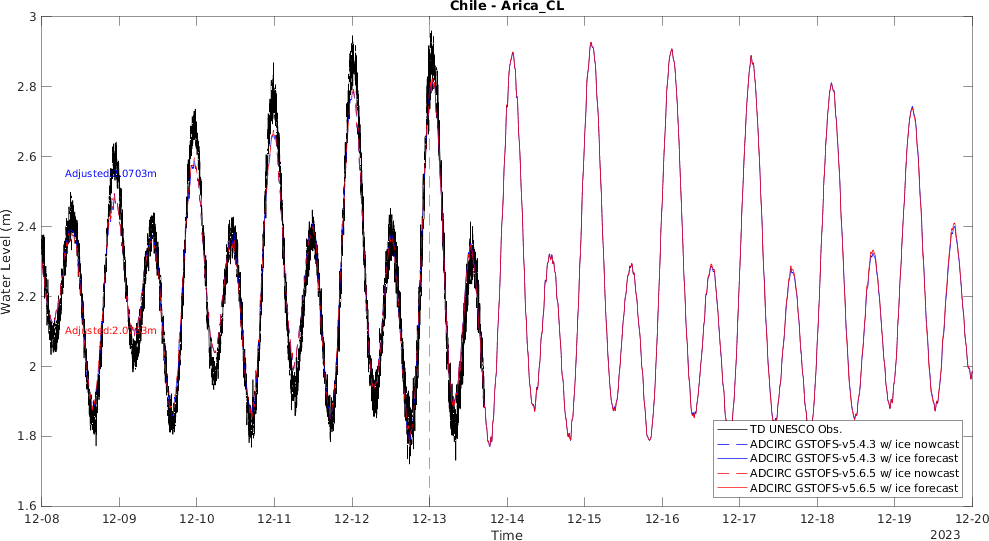 Chile - Arica_CL
3
2.8
2.6
2.4
2.2
2
1.8
1.6
Water Level (m)
Adjusted:
0703m
Adjusted:2.0
3m
12-08 12-09 12-10 12-11 12-12 12-13 12-14 12-15 12-16 12-17 12-18 12-19 12-20
Time
2023
TD UNESCO Obs.
ADCIRC GSTOFS-v5.4.3 w/ ice nowcast
ADCIRC GSTOFS-v5.4.3 w/ ice forecast
ADCIRC GSTOFS-v5.6.5 w/ ice nowcast
ADCIRC GSTOFS-v5.6.5 w/ ice forecast